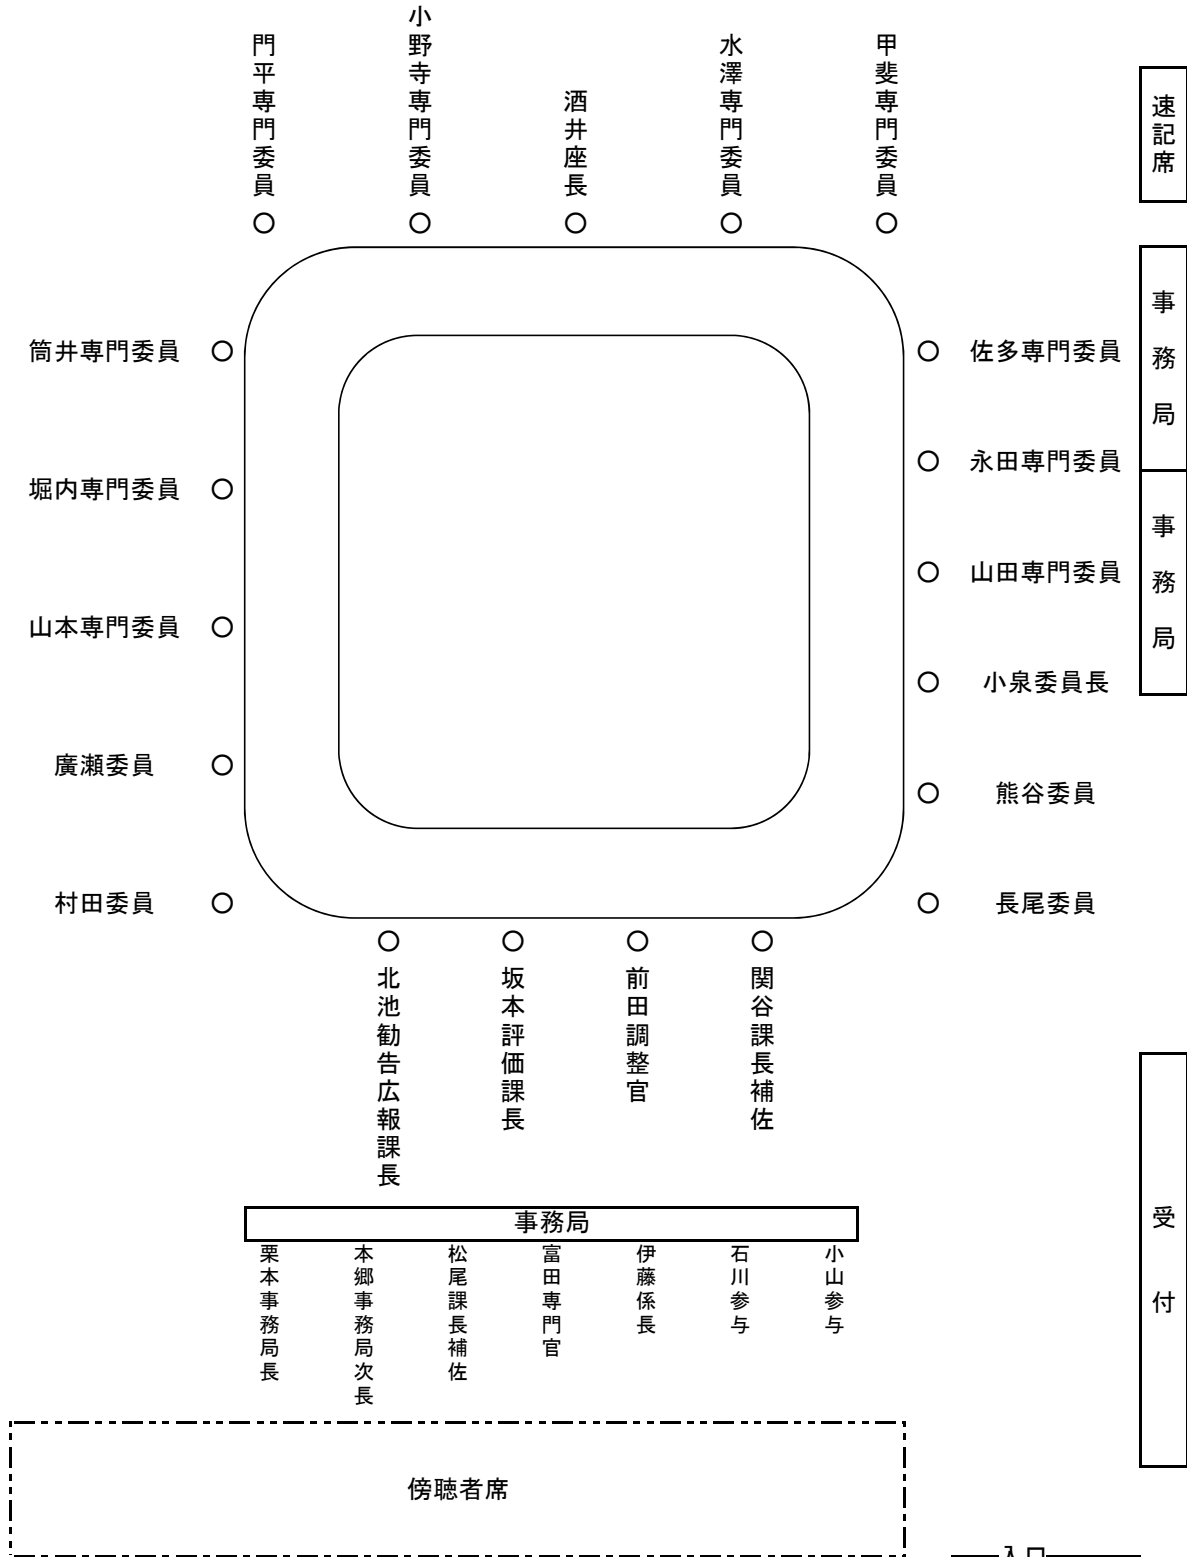 門平専門委員
小野寺専門委員
酒井座長
水澤専門委員
甲斐専門委員
速記席
事務局
事務局
筒井専門委員
堀内専門委員
山本専門委員
廣瀬委員
村田委員
佐多専門委員
永田専門委員
山田専門委員
小泉委員長
熊谷委員
長尾委員
北池勧告広報課長
坂本評価課長
前田調整官
関谷課長補佐
事務局
栗本事務局長
本郷事務局次長
松尾課長補佐
富田専門官
伊藤係長
石川参与
小山参与
受付
傍聴者席
入口